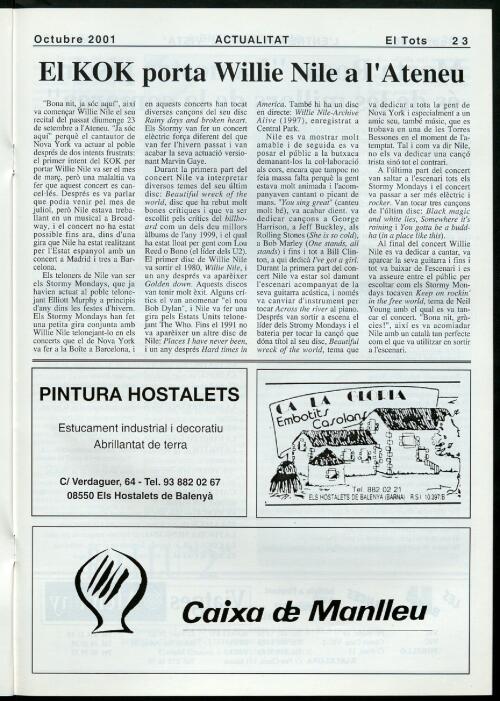 Octubre 2001 ACTUALITAT El Tots 23
El KOK porta Willie Nile a l'Ateneu
"Bona nit, ja sóc aquí", així
va començar Willie Nile el seu
recital del passat diumenge 23
de setembre a l'Ateneu. "Ja sóc
aquí" perquè el cantautor de
Nova York va actuar al poble
després de dos intents frustrats:
el primer intent del KOK per
portar Willie Nile va ser el mes
de març, però una malaltia va
fer que aquest concert es can-
cel·lés. Després es va parlar
que podia venir pel mes de
juliol, però Nile estava treba-
llant en un musical a Broad-
way, i el concert no ha estat
possible fins ara, dins d'una
gira que Nile ha estat realitzant
per l'Estat espanyol amb un
concert a Madrid i tres a Bar-
celona.
Els teloners de Nile van ser
els Stormy Mondays, que ja
havien actuat al poble telone-
jant Elliott Murphy a principis
d'any dins les festes d'hivern.
Els Stormy Mondays han fet
una petita gira conjunta amb
Willie Nile telonejant-lo en els
concerts que el de Nova York
va fer a la Boîte a Barcelona, i
en aquests concerts han tocat
diverses cançons del seu disc
Rainy days and broken heart.
Els Stormy van fer un concert
elèctric força diferent del que
van fer l'hivern passat i van
acabar la seva actuació versio-
nant Marvin Gaye.
Durant la primera part del
concert Nile va interpretar
diversos temes del seu últim
disc: Beautiful wreck of the
world, disc que ha rebut molt
bones crítiques i que va ser
escollit pels crítics del billbo-
ard com un dels deu millors
àlbums de l'any 1999, i el qual
ha estat lloat per gent com Lou
Reed o Bono (el líder dels U2).
El primer disc de Willie Nile
va sortir el 1980, Willie Nile, i
un any després va aparèixer
Golden down. Aquests discos
van tenir molt èxit. Alguns crí-
tics el van anomenar "el nou
Bob Dylan", i Nile va fer una
gira pels Estats Units telone-
jant The Who. Fins el 1991 no
va aparèixer un altre disc de
Nile: Places I have never been,
i un any després Hard times in
America. També hi ha un disc
en directe: Willie Nile-Archive
Alive (1997), enregistrat a
Central Park.
Nile es va mostrar molt
amable i de seguida es va
posar el públic a la butxaca
demanant-los la col·laboració
als cors, encara que tampoc no
feia massa falta perquè la gent
estava molt animada i l'acom-
panyaven cantant o picant de
mans. "You sing great" (canteu
molt bé), va acabar dient. va
dedicar cançons a George
Harrison, a Jeff Buckley, als
Rolling Stones (She is so cold),
a Bob Marley (One stands, all
stands) i fins i tot a Bill Clin-
ton, a qui dedicà I've got a girl.
Durant la primera part del con-
cert Nile va estar sol damunt
l'escenari acompanyat de la
seva guitarra acústica, i només
va canviar d'instrument per
tocar Across the river al piano.
Després van sortir a escena el
líder dels Stromy Mondays i el
bateria per tocar la cançó que
dóna títol al seu disc, Beautiful
wreck of the world, tema que
va dedicar a tota la gent de
Nova York i especialment a un
amic seu, també músic, que es
trobava en una de les Torres
Bessones en el moment de l'a-
temptat. Tal i com va dir Nile,
no els va dedicar una cançó
trista sinó tot el contrari.
A l'última part del concert
van saltar a l'escenari tots els
Stormy Mondays i el concert
va passar a ser més elèctric i
rocker. Van tocar tres cançons
de l'últim disc: Black magic
and white lies, Somewhere it's
raining i You gotta be a budd-
ha (in a place like this).
Al final del concert Willie
Nile es va dedicar a cantar, va
aparcar la seva guitarra i fins i
tot va baixar de l'escenari i es
va asseure entre el públic per
escoltar com els Stormy Mon-
days tocaven Keep on rockin'
in the free world, tema de Neil
Young amb el qual es va tan-
car el concert. "Bona nit, grà-
cies!", així es va acomiadar
Nile amb un català tan perfecte
com el que va utilitzar en sortir
a l'escenari.
PINTURA HOSTALETS
Estucament industrial i decoratiu
Abrillantat de terra
C/ Verdaguer, 64 - Tel. 93 882 02 67
08550 Els Hostalets de Balenyà
CA LA GLORIA
Embotits
Casolans
Tel. 882 02 21
ELS HOSTALETS DE BALENYA (BARNA) R.S.I. 10.397/B
Caixa de Manlleu